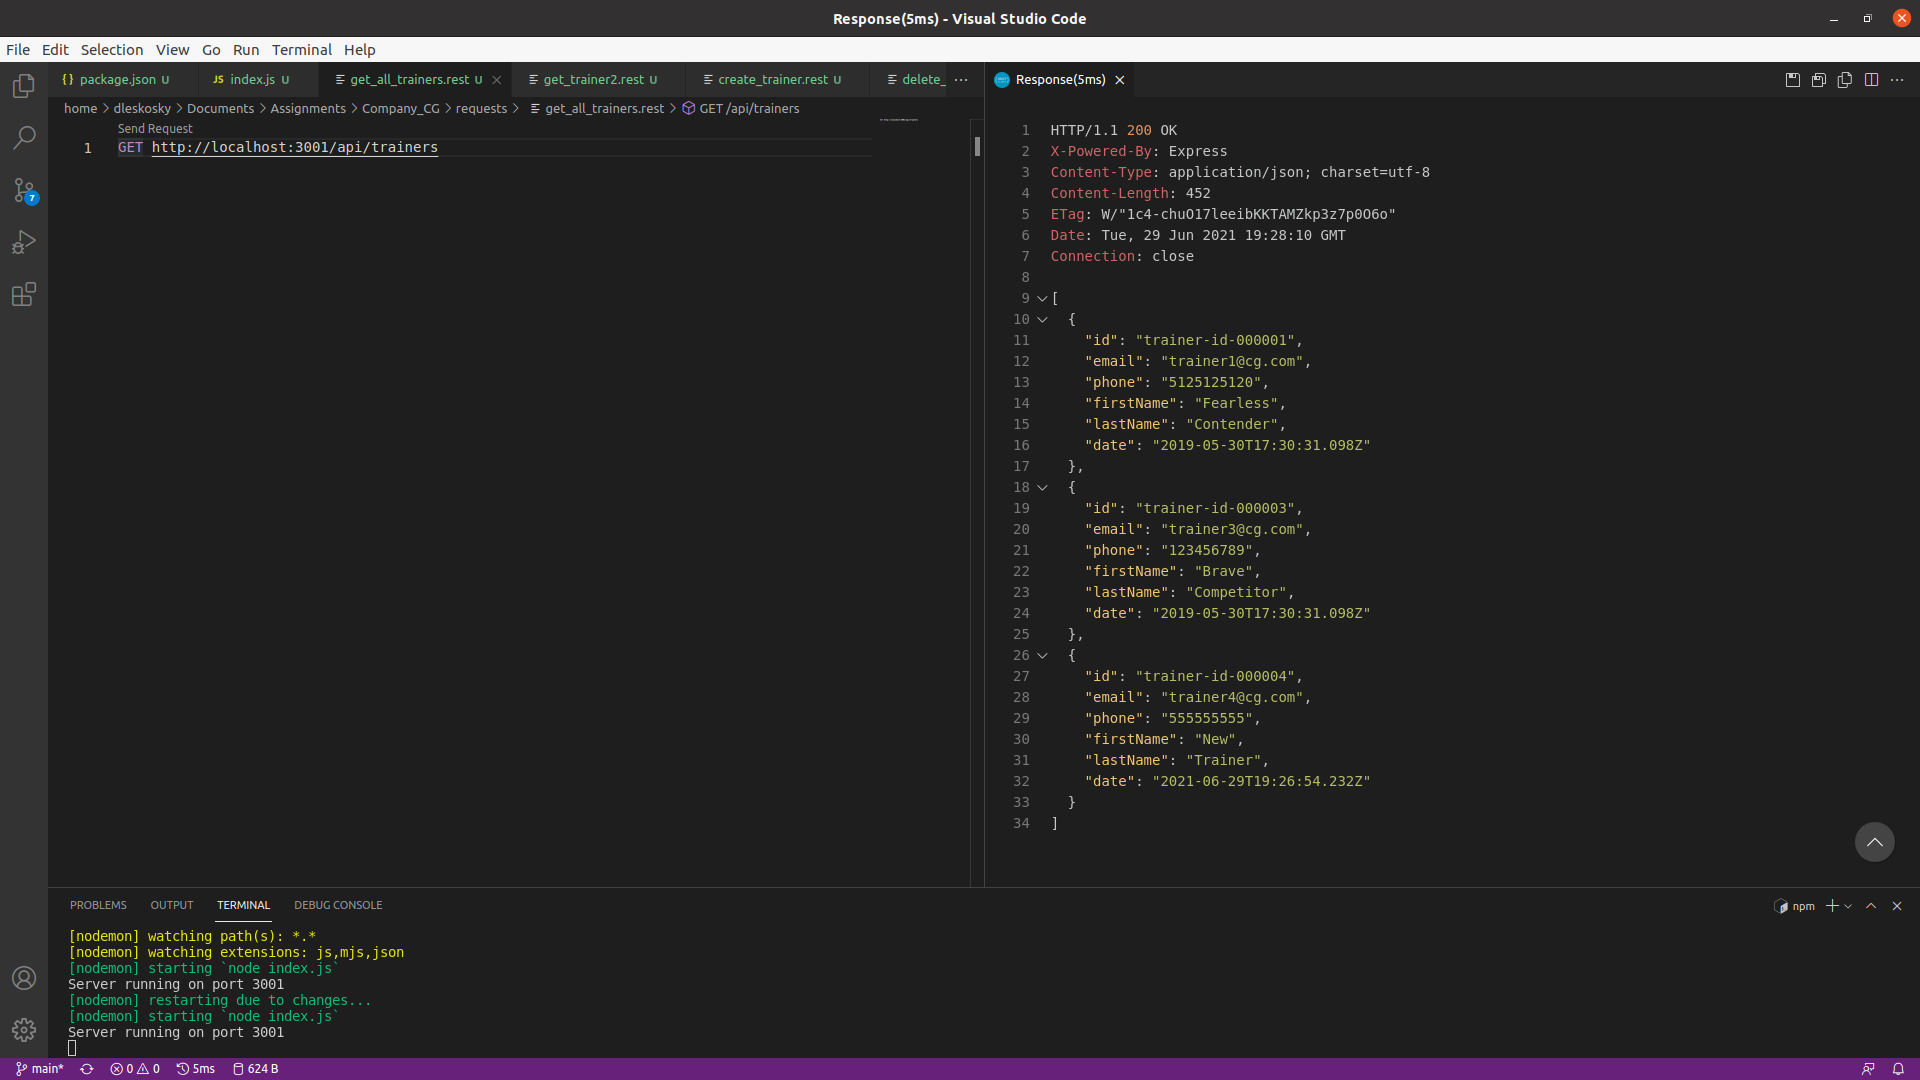 Response(5ms) - Visual Studio Code
File Edit Selection View Go Run Terminal Help
{} package.json U JS index.js U get_all_trainers.rest U get_trainer2.rest U create_trainer.rest U delete_ ···
Response(5ms)
home > dleskosky > Documents > Assignments > Company_CG > requests > get_all_trainers.rest > GET /api/trainers
Send Request
1 GET http://localhost:3001/api/trainers
7
1 HTTP/1.1 200 OK
2 X-Powered-By: Express
3 Content-Type: application/json; charset=utf-8
4 Content-Length: 452
5 ETag: W/"1c4-chuO17leeibKKTAMZkp3z7p0O6o"
6 Date: Tue, 29 Jun 2021 19:28:10 GMT
7 Connection: close
8
9 [
10 {
11 "id": "trainer-id-000001",
12 "email": "trainer1@cg.com",
13 "phone": "5125125120",
14 "firstName": "Fearless",
15 "lastName": "Contender",
16 "date": "2019-05-30T17:30:31.098Z"
17 },
18 {
19 "id": "trainer-id-000003",
20 "email": "trainer3@cg.com",
21 "phone": "123456789",
22 "firstName": "Brave",
23 "lastName": "Competitor",
24 "date": "2019-05-30T17:30:31.098Z"
25 },
26 {
27 "id": "trainer-id-000004",
28 "email": "trainer4@cg.com",
29 "phone": "555555555",
30 "firstName": "New",
31 "lastName": "Trainer",
32 "date": "2021-06-29T19:26:54.232Z"
33 }
34 ]
PROBLEMS OUTPUT TERMINAL DEBUG CONSOLE
npm
[nodemon] watching path(s): *.*
[nodemon] watching extensions: js,mjs,json
[nodemon] starting `node index.js`
Server running on port 3001
[nodemon] restarting due to changes...
[nodemon] starting `node index.js`
Server running on port 3001
main* 0 0 5ms 624 B